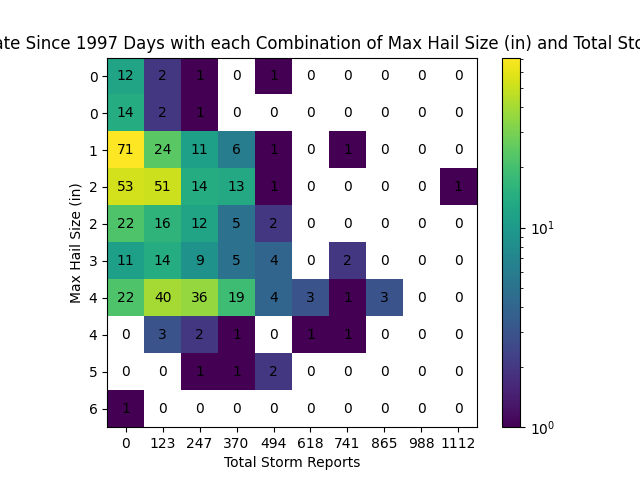 ate Since 1997 Days with each Combination of Max Hail Size (in) and Total Sto
0 12 2 1 0 1 0 0 0 0 0
0 14 2 1 0 0 0 0 0 0 0
1 71 24 11 6 1 0 1 0 0 0
2 53 51 14 13 1 0 0 0 0 1
2 22 16 12 5 2 0 0 0 0 0
3 11 14 9 5 4 0 2 0 0 0
4 22 40 36 19 4 3 1 3 0 0
4 0 3 2 1 0 1 1 0 0 0
5 0 0 1 1 2 0 0 0 0 0
6 1 0 0 0 0 0 0 0 0 0
0 123 247 370 494 618 741 865 988 1112
Total Storm Reports
Max Hail Size (in)
10¹
10⁰